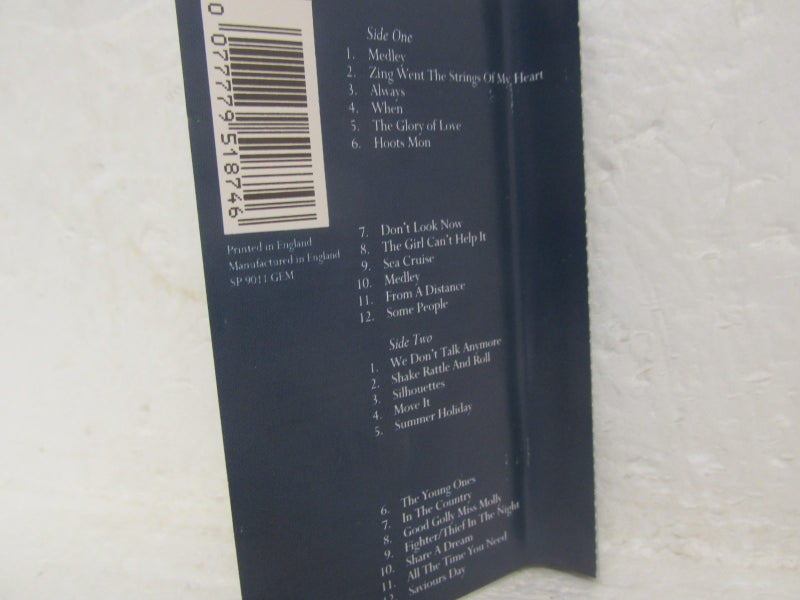 0 077779 518746
Printed in England
Manufactured in England
SP 9011 GEM
Side One
1. Medley
2. Zing Went The Strings Of My Heart
3. Always
4. When
5. The Glory of Love
6. Hoots Mon
7. Don't Look Now
8. The Girl Can't Help It
9. Sea Cruise
10. Medley
11. From A Distance
12. Some People
Side Two
1. We Don't Talk Anymore
2. Shake Rattle And Roll
3. Silhouettes
4. Move It
5. Summer Holiday
6. The Young Ones
7. In The Country
8. Good Golly Miss Molly
9. Fighter/Thief In The Night
10. Share A Dream
11. All The Time You Need
12. Saviours Day